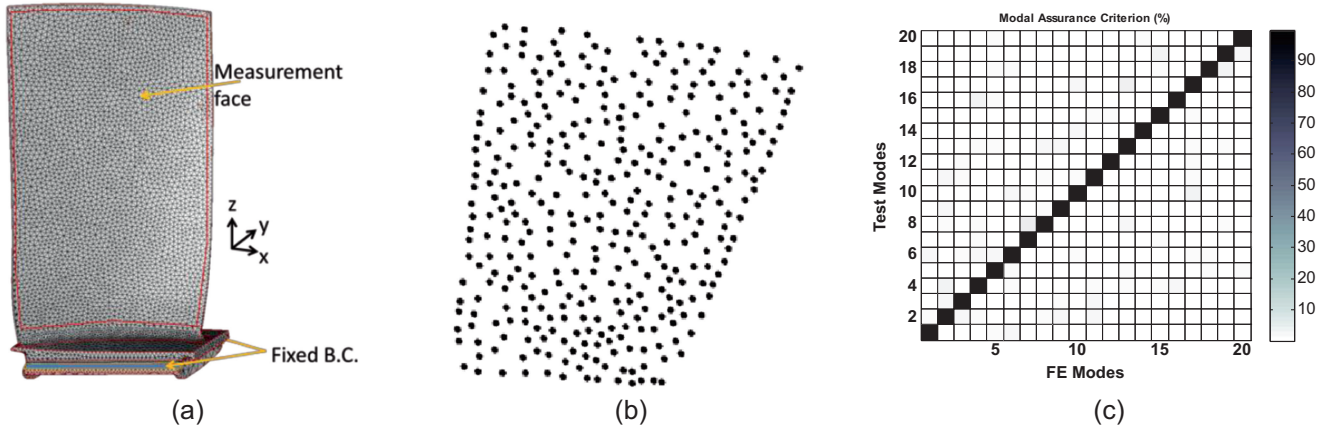 Measurement
face
z
y
x
Fixed B.C.
(a)
(b)
Modal Assurance Criterion (%)
20
18
16
14
12
10
8
6
4
2
Test Modes
5
10
15
20
FE Modes
90
80
70
60
50
40
30
20
10
(c)